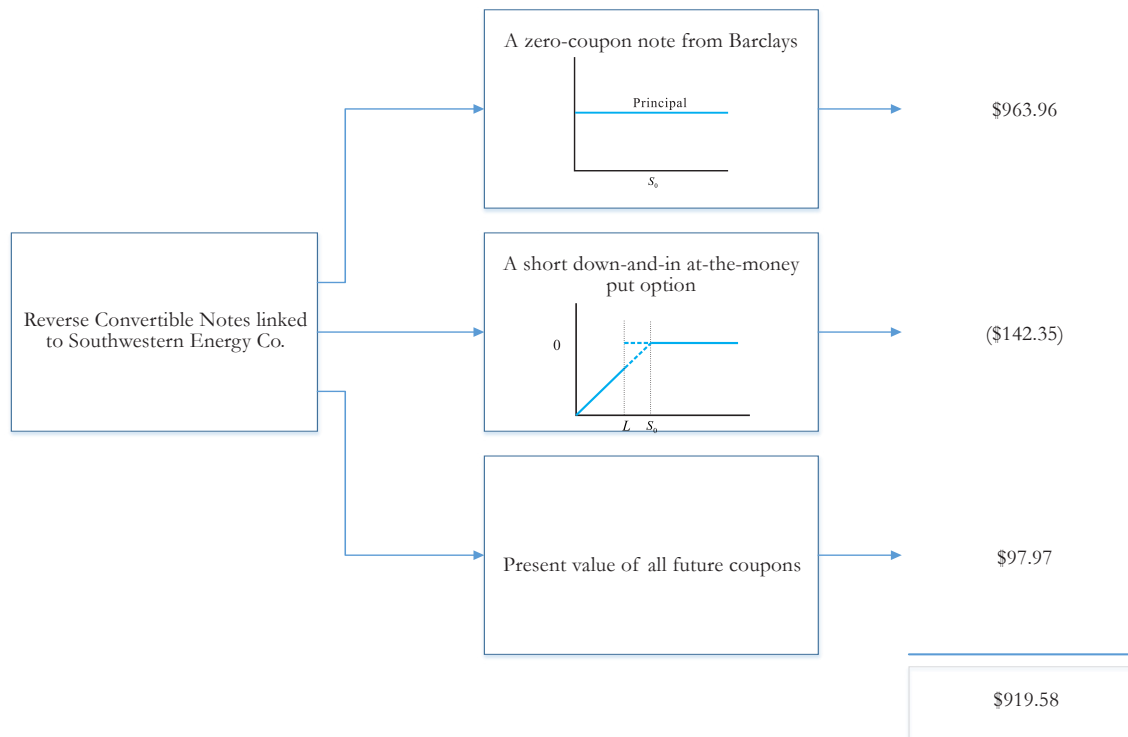 A zero-coupon note from Barclays
Principal
S₀
$963.96
Reverse Convertible Notes linked
to Southwestern Energy Co.
A short down-and-in at-the-money
put option
0
L S₀
($142.35)
Present value of all future coupons
$97.97
$919.58